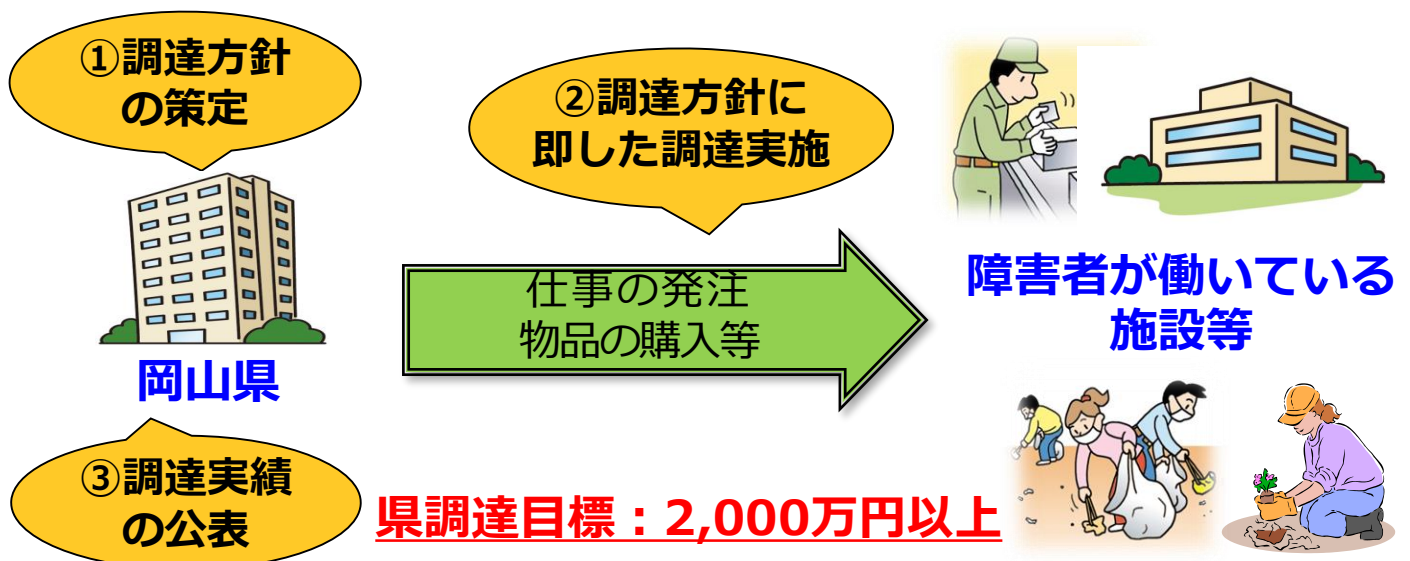 ①調達方針
の策定
②調達方針に
即した調達実施
岡山県
仕事の発注
物品の購入等
障害者が働いている
施設等
③調達実績
の公表
県調達目標：2,000万円以上